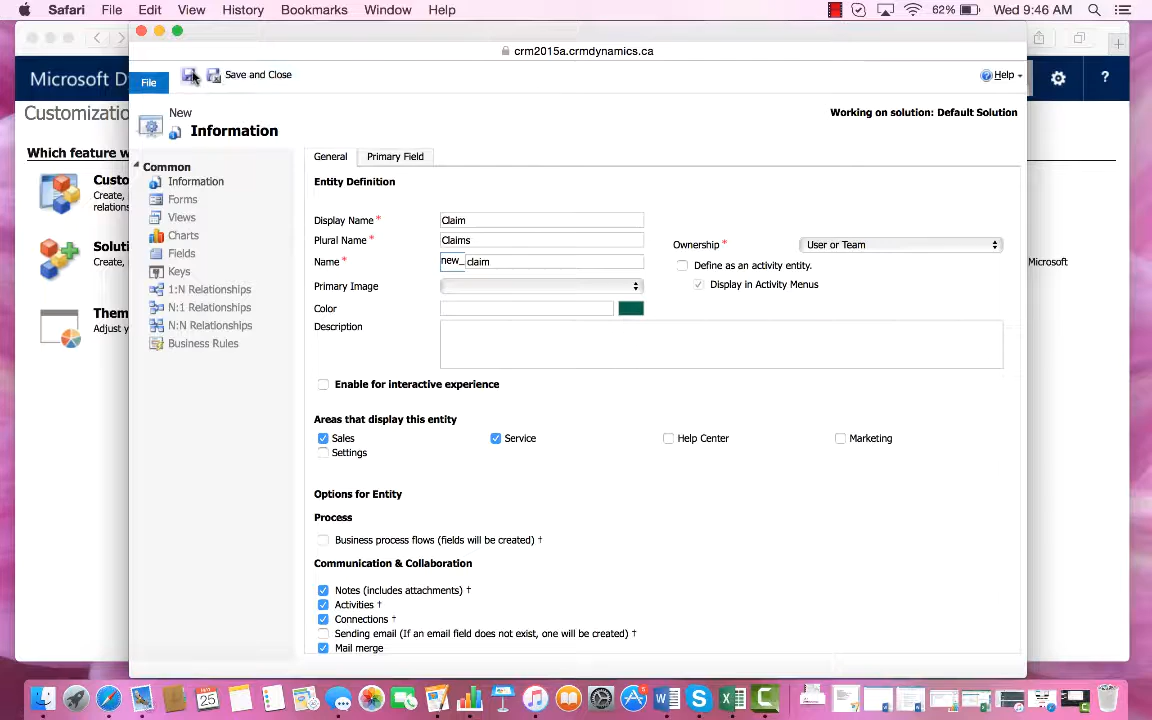 Safari File Edit View History Bookmarks Window Help 62% Wed 9:46 AM
crm2015a.crmdynamics.ca
Microsoft D
File Save and Close Help
?
Customizatio
New
Information
Working on solution: Default Solution
Which feature w
Custo
Create,
relations
Soluti
Create,
Them
Adjust y
Microsoft
Common
Information
Forms
Views
Charts
Fields
Keys
1:N Relationships
N:1 Relationships
N:N Relationships
Business Rules
General Primary Field
Entity Definition
Display Name * Claim
Plural Name * Claims
Name * new_ claim
Primary Image
Color
Description
Ownership * User or Team
Define as an activity entity.
Display in Activity Menus
Enable for interactive experience
Areas that display this entity
Sales Service Help Center Marketing
Settings
Options for Entity
Process
Business process flows (fields will be created) †
Communication & Collaboration
Notes (includes attachments) †
Activities †
Connections †
Sending email (If an email field does not exist, one will be created) †
Mail merge